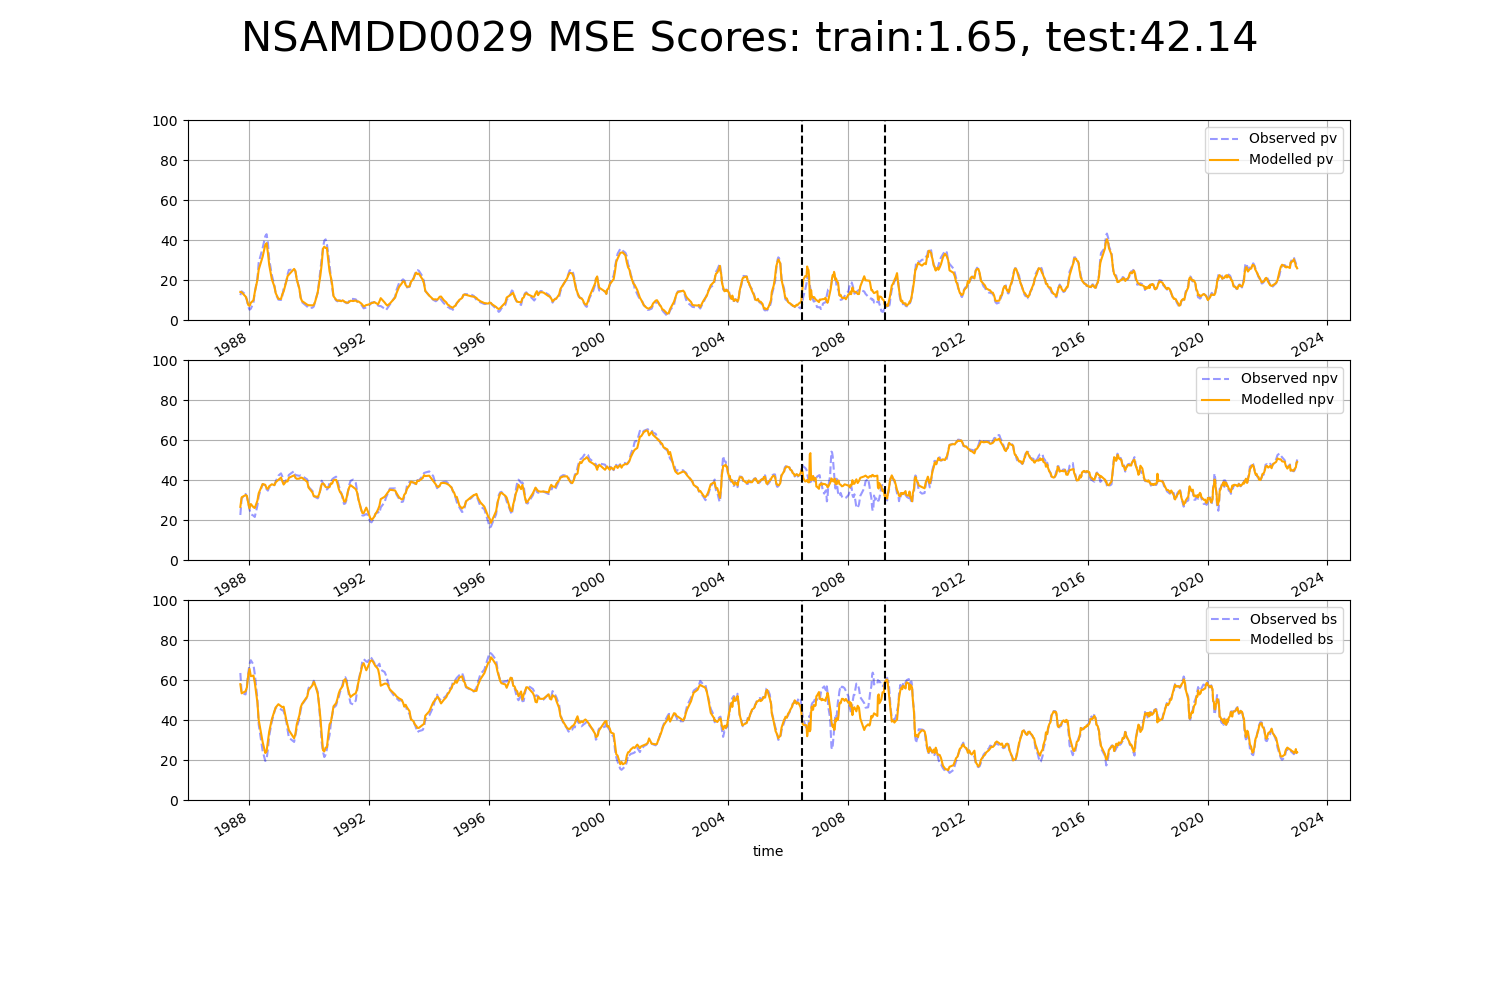 NSAMDD0029 MSE Scores: train:1.65, test:42.14
100
80
60
40
20
0
Observed pv
Modelled pv
1988 1992 1996 2000 2004 2008 2012 2016 2020 2024
100
80
60
40
20
0
Observed npv
Modelled npv
1988 1992 1996 2000 2004 2008 2012 2016 2020 2024
100
80
60
40
20
0
Observed bs
Modelled bs
1988 1992 1996 2000 2004 2008 2012 2016 2020 2024
time